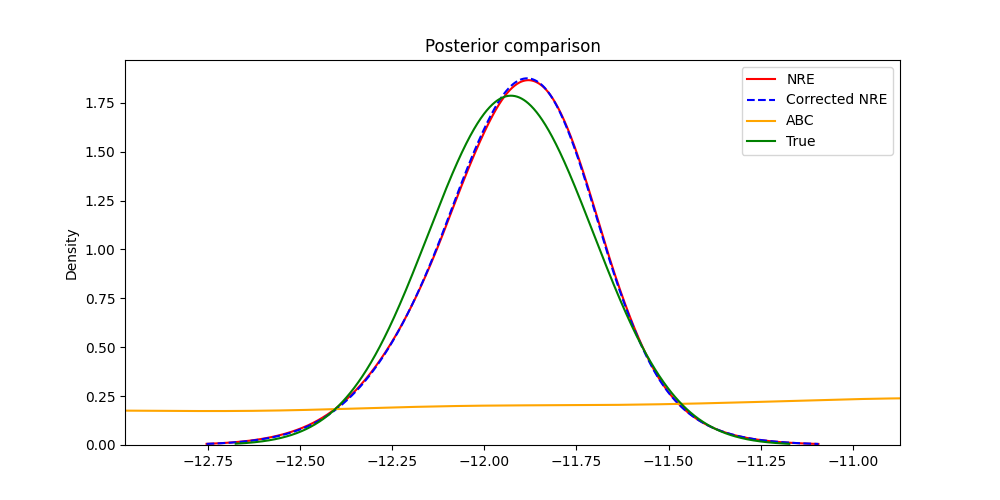 Posterior comparison
NRE
Corrected NRE
ABC
True
Density
1.75
1.50
1.25
1.00
0.75
0.50
0.25
0.00
−12.75 −12.50 −12.25 −12.00 −11.75 −11.50 −11.25 −11.00